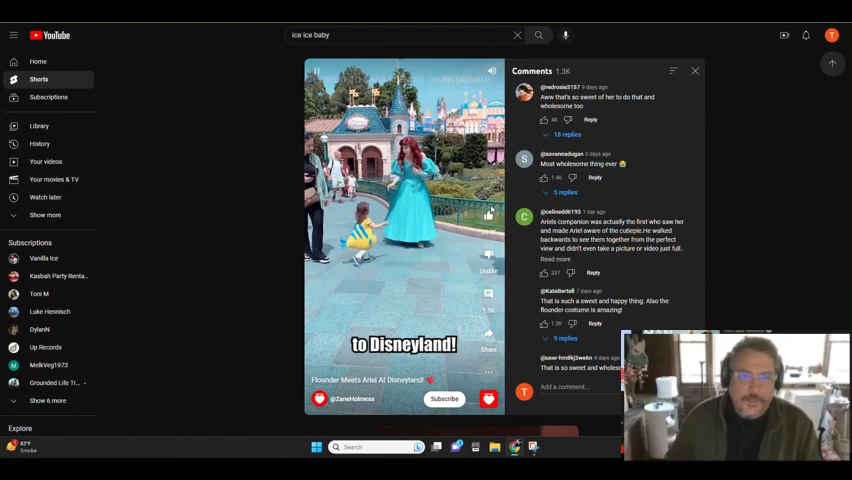 YouTube
ice ice baby
T
Home
Shorts
Subscriptions
Library
History
Your videos
Your movies & TV
Watch later
Show more
Subscriptions
Vanilla Ice
Kasbah Party Renta...
Toni M
Luke Hennisch
DylanN
Up Records
MelkVeg1973
Grounded Life Tr...
Show 6 more
Explore
to Disneyland!
Flounder Meets Ariel At Disneyland!
@ZaneHolmess
Subscribe
Dislike
1.3K
Share
Comments 1.3K
@redrosie3157 9 days ago
Aww that's so sweet of her to do that and
wholesome too
4K Reply
18 replies
S
@savannadugan 5 days ago
Most wholesome thing ever
1.4K Reply
5 replies
C
@celinedd6193 1 day ago
Ariels companion was actually the first who saw her
and made Ariel aware of the cutiepie.He walked
backwards to see them together from the perfect
view and didn't even take a picture or video just full..
Read more
337 Reply
@KateBertell 7 days ago
That is such a sweet and happy thing. Also the
flounder costume is amazing!
1.3K Reply
9 replies
@user-hm8kj3we6n 4 days ago
That is so sweet and wholes
T
Add a comment...
83°F
Smoke
Search